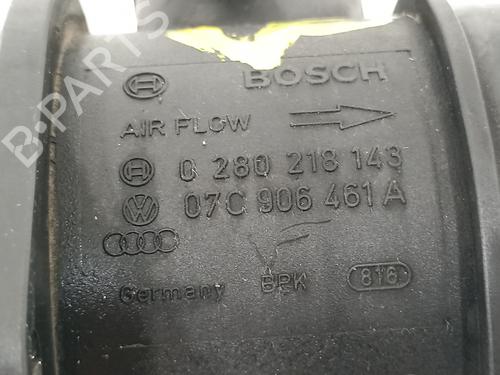 B-PARTS
BOSCH
AIR FLOW
0 280 218 143
07C 906 461 A
Germany BPK 816